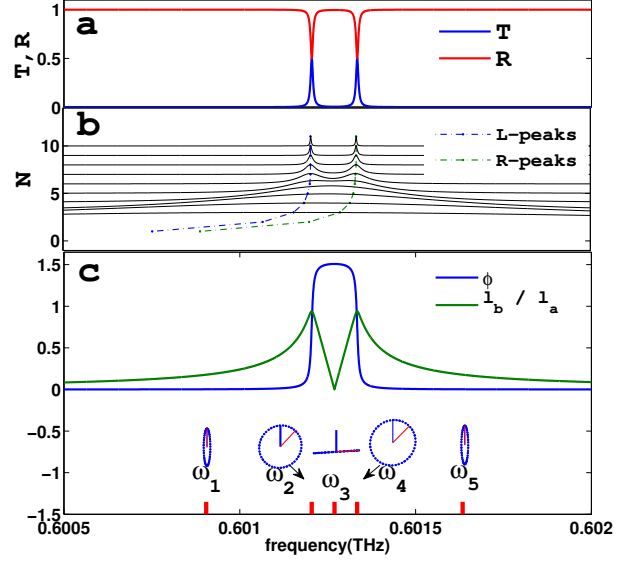 a
T, R
1
0.5
0
T
R
b
N
10
5
0
L-peaks
R-peaks
c
1.5
1
0.5
0
−0.5
−1
−1.5
ϕ
l_b / l_a
ω_1 ω_2 ω_3 ω_4 ω_5
0.6005 0.601 0.6015 0.602
frequency(THz)